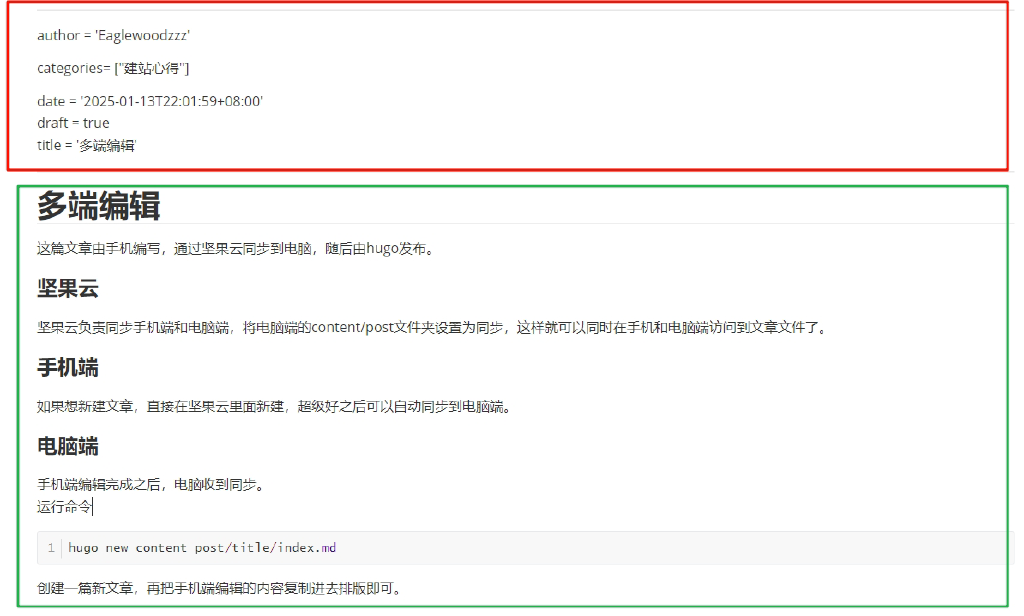 author = 'Eaglewoodzzz'
categories= ["建站心得"]
date = '2025-01-13T22:01:59+08:00'
draft = true
title = '多端编辑'
多端编辑
这篇文章由手机编写，通过坚果云同步到电脑，随后由hugo发布。
坚果云
坚果云负责同步手机端和电脑端，将电脑端的content/post文件夹设置为同步，这样就可以同时在手机和电脑端访问到文章文件了。
手机端
如果想新建文章，直接在坚果云里面新建，超级好之后可以自动同步到电脑端。
电脑端
手机端编辑完成之后，电脑收到同步。
运行命令
1 hugo new content post/title/index.md
创建一篇新文章，再把手机端编辑的内容复制进去排版即可。